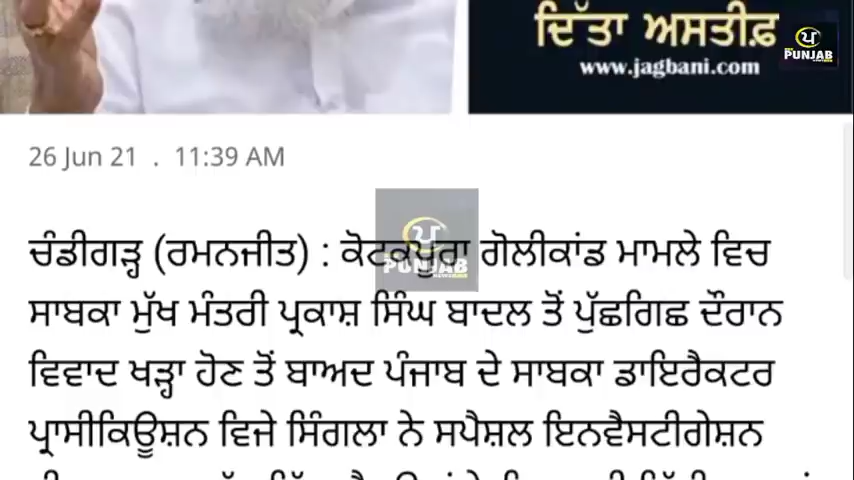 ਦਿੱਤਾ ਅਸਤੀਫ਼
www.jagbani.com
PUNJAB
26 Jun 21 . 11:39 AM
ਚੰਡੀਗੜ੍ਹ (ਰਮਨਜੀਤ) : ਕੋਟਕਪੂਰਾ ਗੋਲੀਕਾਂਡ ਮਾਮਲੇ ਵਿਚ
ਸਾਬਕਾ ਮੁੱਖ ਮੰਤਰੀ ਪ੍ਰਕਾਸ਼ ਸਿੰਘ ਬਾਦਲ ਤੋਂ ਪੁੱਛਗਿਛ ਦੌਰਾਨ
ਵਿਵਾਦ ਖੜ੍ਹਾ ਹੋਣ ਤੋਂ ਬਾਅਦ ਪੰਜਾਬ ਦੇ ਸਾਬਕਾ ਡਾਇਰੈਕਟਰ
ਪ੍ਰਾਸੀਕਿਊਸ਼ਨ ਵਿਜੇ ਸਿੰਗਲਾ ਨੇ ਸਪੈਸ਼ਲ ਇਨਵੈਸਟੀਗੇਸ਼ਨ
PUNJAB